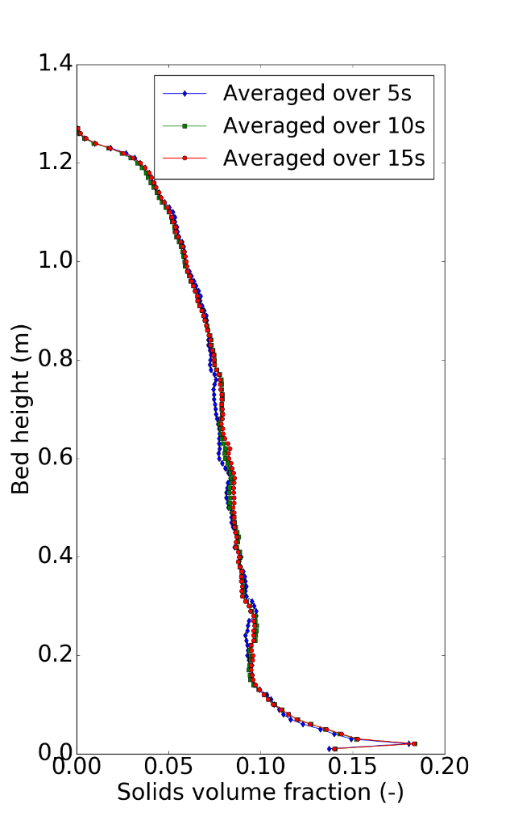 1.4
Averaged over 5s
Averaged over 10s
Averaged over 15s
1.2
1.0
0.8
0.6
0.4
0.2
0.0
Bed height (m)
0.00 0.05 0.10 0.15 0.20
Solids volume fraction (-)